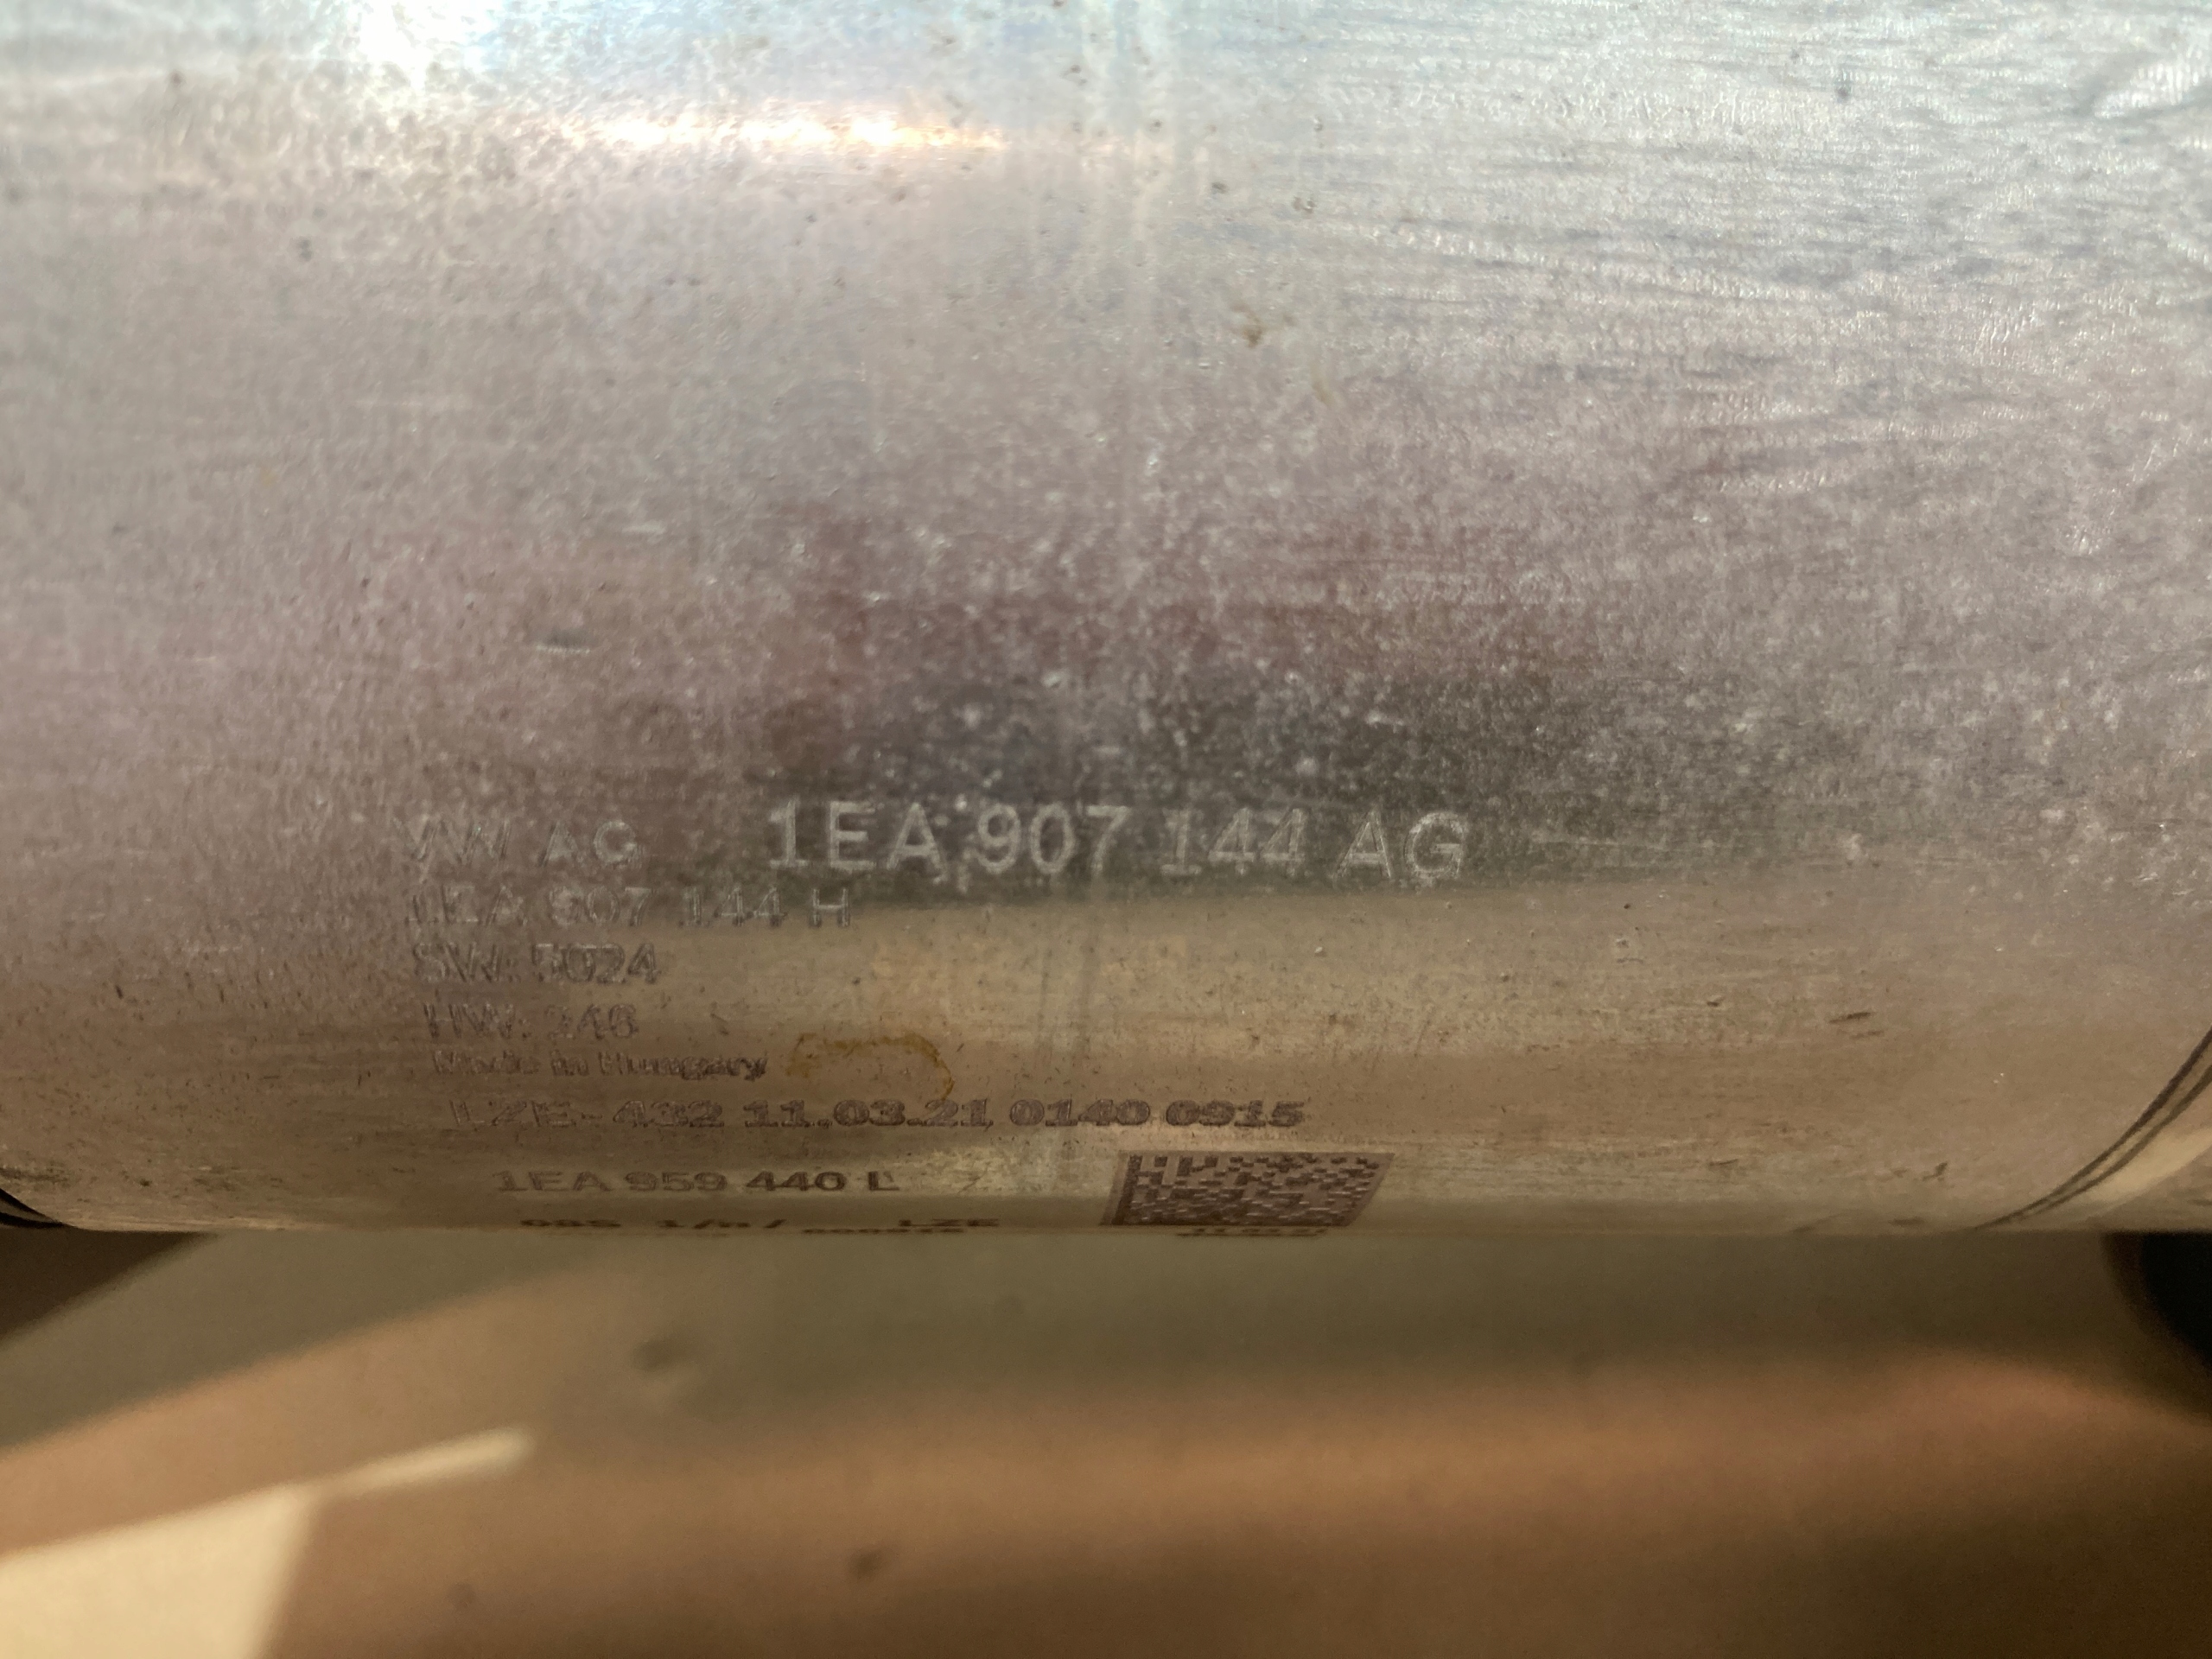 VW AG 1EA 907 144 AG
1EA 907 144 H
SW: 5024
HW: 346
Made in Hungary
LZE-432 11.03.21 0140 0915
1EA 959 440 L
LZE